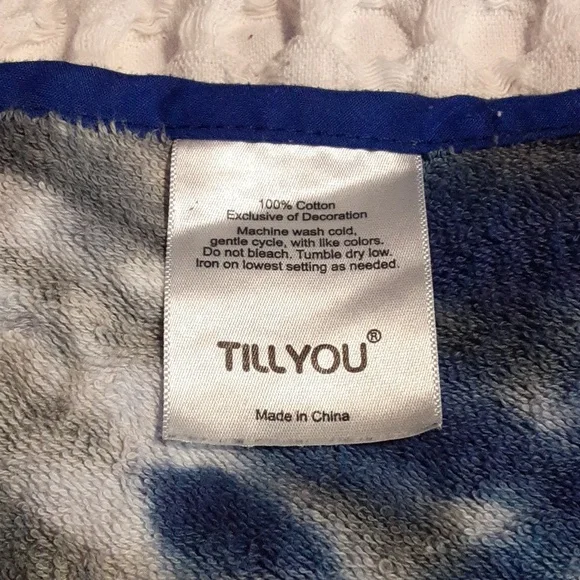 100% Cotton
Exclusive of Decoration
Machine wash cold,
gentle cycle, with like colors.
Do not bleach. Tumble dry low.
Iron on lowest setting as needed.
TILLYOU®
Made in China